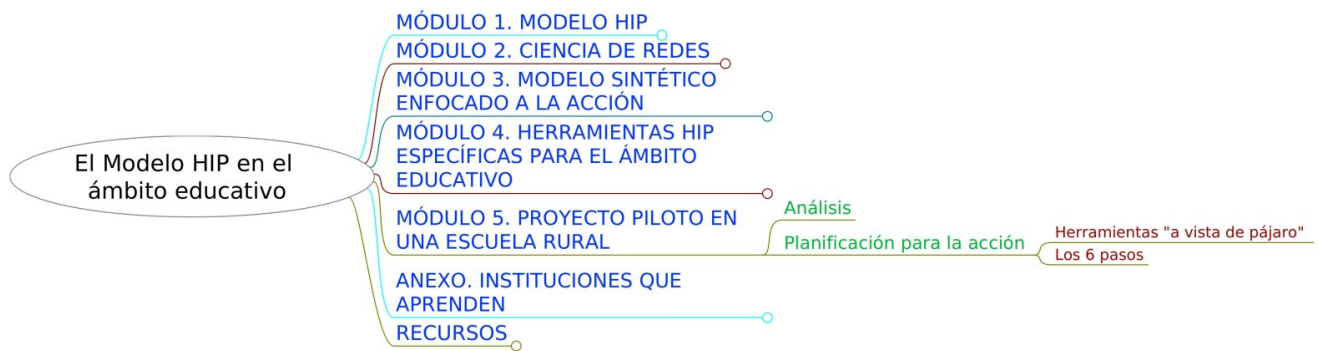 El Modelo HIP en el
ámbito educativo
MÓDULO 1. MODELO HIP
MÓDULO 2. CIENCIA DE REDES
MÓDULO 3. MODELO SINTÉTICO
ENFOCADO A LA ACCIÓN
MÓDULO 4. HERRAMIENTAS HIP
ESPECÍFICAS PARA EL ÁMBITO
EDUCATIVO
MÓDULO 5. PROYECTO PILOTO EN
UNA ESCUELA RURAL
Análisis
Planificación para la acción
Herramientas "a vista de pájaro"
Los 6 pasos
ANEXO. INSTITUCIONES QUE
APRENDEN
RECURSOS